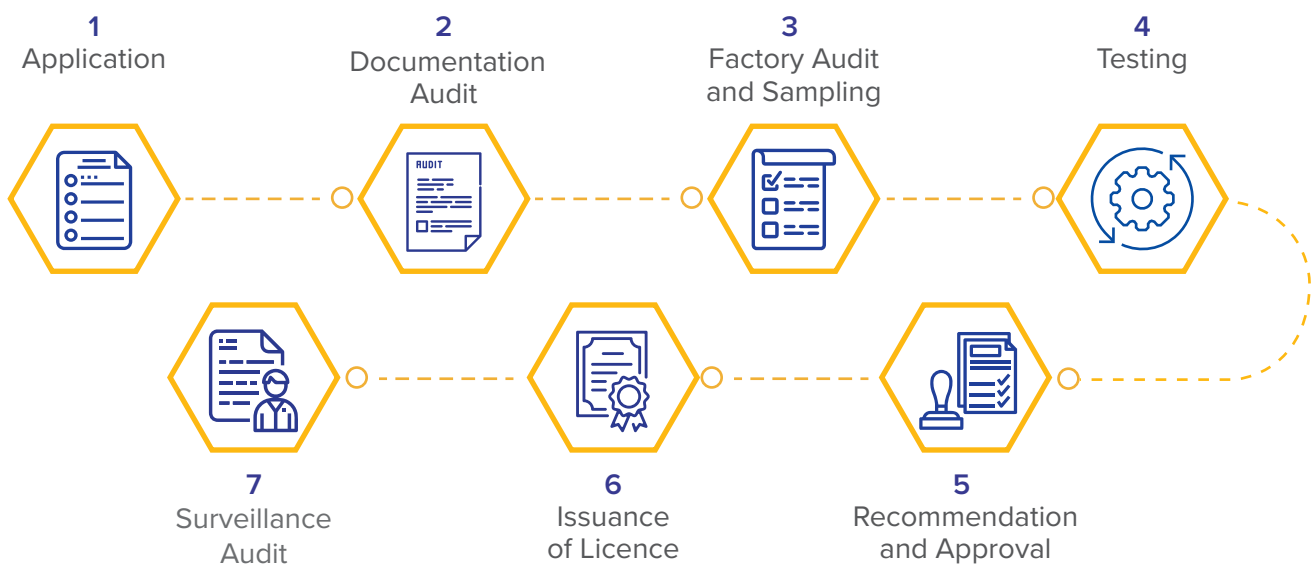 1
Application
2
Documentation
Audit
3
Factory Audit
and Sampling
4
Testing
AUDIT
7
Surveillance
Audit
6
Issuance
of Licence
5
Recommendation
and Approval